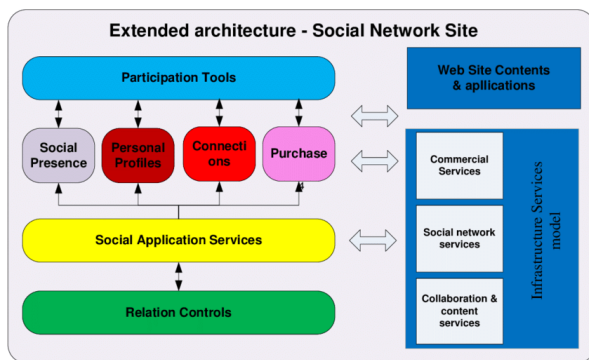 Extended architecture - Social Network Site
Participation Tools
Web Site Contents
& apllications
Social
Presence
Personal
Profiles
Connecti
ons
Purchase
Commercial
Services
Social Application Services
Social network
services
Infrastructure Services
model
Relation Controls
Collaboration &
content
services